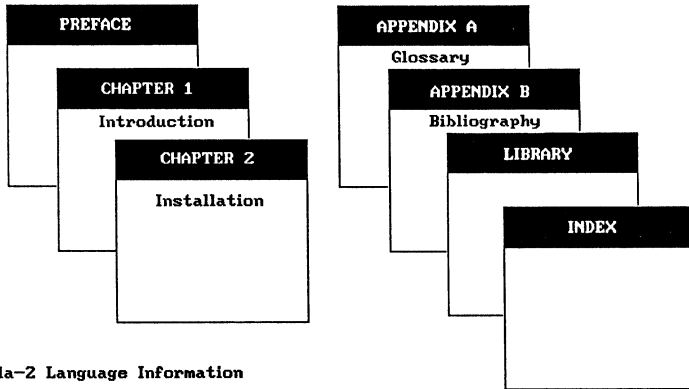 PREFACE
CHAPTER 1
Introduction
CHAPTER 2
Installation
APPENDIX A
Glossary
APPENDIX B
Bibliography
LIBRARY
INDEX
la-2 Language Information